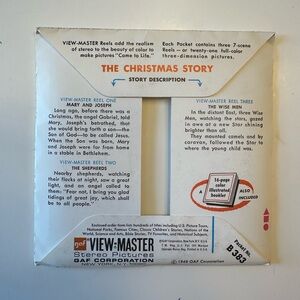 VIEW-MASTER Reels add the realism
of stereo to the beauty of color
to make pictures "Come to Life."
Each Packet contains three 7-scene
Reels — or twenty-one full-color
three-dimension pictures.
THE CHRISTMAS STORY
STORY DESCRIPTION
VIEW-MASTER REEL ONE
MARY AND JOSEPH
Long ago, before there was a
Christmas, the angel Gabriel, told
Mary, Joseph's betrothed, that
she would bring forth a son—the
Son of God—to be called Jesus.
When the Son was born, Mary
and Joseph were far from home
in a stable in Bethlehem.
VIEW-MASTER REEL TWO
THE SHEPHERDS
Nearby shepherds, watching
their flocks at night, saw a great
light, and an angel called to
them: "Fear not, I bring you glad
tidings of great joy, which shall
be to all people."
VIEW-MASTER REEL THREE
THE WISE MEN
In the distant East, three Wise
Men, watching the stars, gazed
in awe at a new Star shining
brighter than all others. They
mounted camels and by
caravan, followed the Star to
where the young child was.
A
16-page
color
illustrated
booklet
ALSO
INCLUDED
gaf VIEW-MASTER
Stereo Pictures
GAF CORPORATION
NEW YORK, N.Y.
Packet No.
B 383